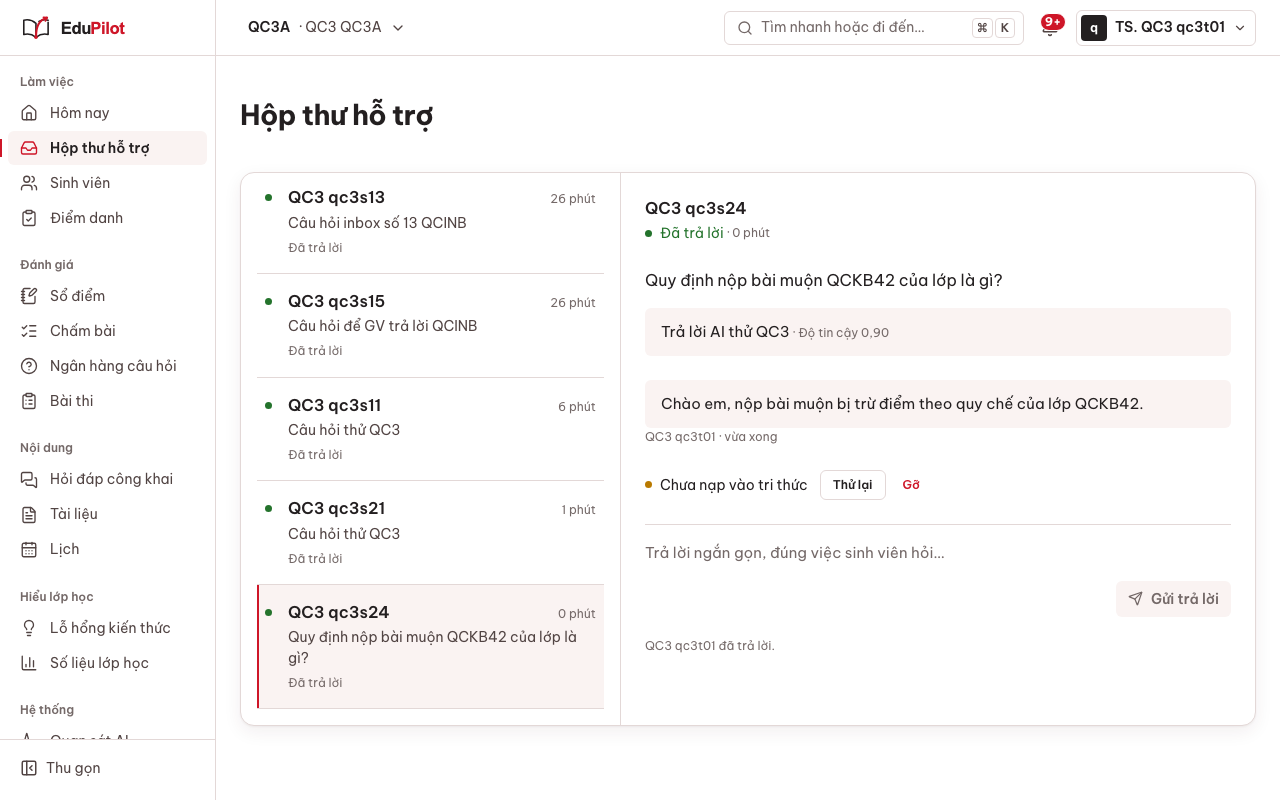 EduPilot
QC3A · QC3 QC3A
Tìm nhanh hoặc đi đến... ⌘ K
9+
q TS. QC3 qc3t01
Làm việc
Hôm nay
Hộp thư hỗ trợ
Sinh viên
Điểm danh
Đánh giá
Sổ điểm
Chấm bài
Ngân hàng câu hỏi
Bài thi
Nội dung
Hỏi đáp công khai
Tài liệu
Lịch
Hiểu lớp học
Lỗ hổng kiến thức
Số liệu lớp học
Hệ thống
Quan sát AI
Thu gọn
Hộp thư hỗ trợ
QC3 qc3s13 26 phút
Câu hỏi inbox số 13 QCINB
Đã trả lời
QC3 qc3s15 26 phút
Câu hỏi để GV trả lời QCINB
Đã trả lời
QC3 qc3s11 6 phút
Câu hỏi thử QC3
Đã trả lời
QC3 qc3s21 1 phút
Câu hỏi thử QC3
Đã trả lời
QC3 qc3s24 0 phút
Quy định nộp bài muộn QCKB42 của lớp là
gì?
Đã trả lời
QC3 qc3s24
Đã trả lời · 0 phút
Quy định nộp bài muộn QCKB42 của lớp là gì?
Trả lời AI thử QC3 · Độ tin cậy 0,90
Chào em, nộp bài muộn bị trừ điểm theo quy chế của lớp QCKB42.
QC3 qc3t01 · vừa xong
Chưa nạp vào tri thức Thử lại Gỡ
Trả lời ngắn gọn, đúng việc sinh viên hỏi...
Gửi trả lời
QC3 qc3t01 đã trả lời.